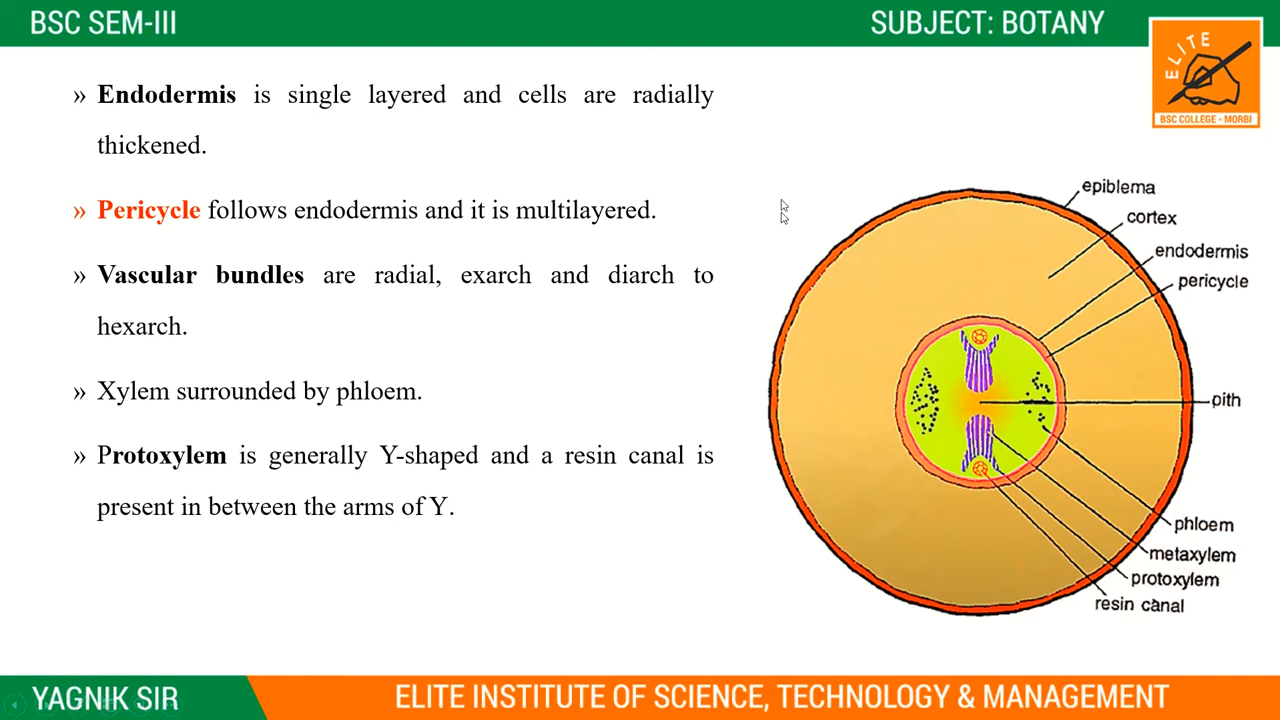 BSC SEM-III
SUBJECT: BOTANY
ELITE
BSC COLLEGE - MORBI
» Endodermis is single layered and cells are radially
thickened.
» Pericycle follows endodermis and it is multilayered.
» Vascular bundles are radial, exarch and diarch to
hexarch.
» Xylem surrounded by phloem.
» Protoxylem is generally Y-shaped and a resin canal is
present in between the arms of Y.
epiblema
cortex
endodermis
pericycle
pith
phloem
metaxylem
protoxylem
resin canal
YAGNIK SIR
ELITE INSTITUTE OF SCIENCE, TECHNOLOGY & MANAGEMENT